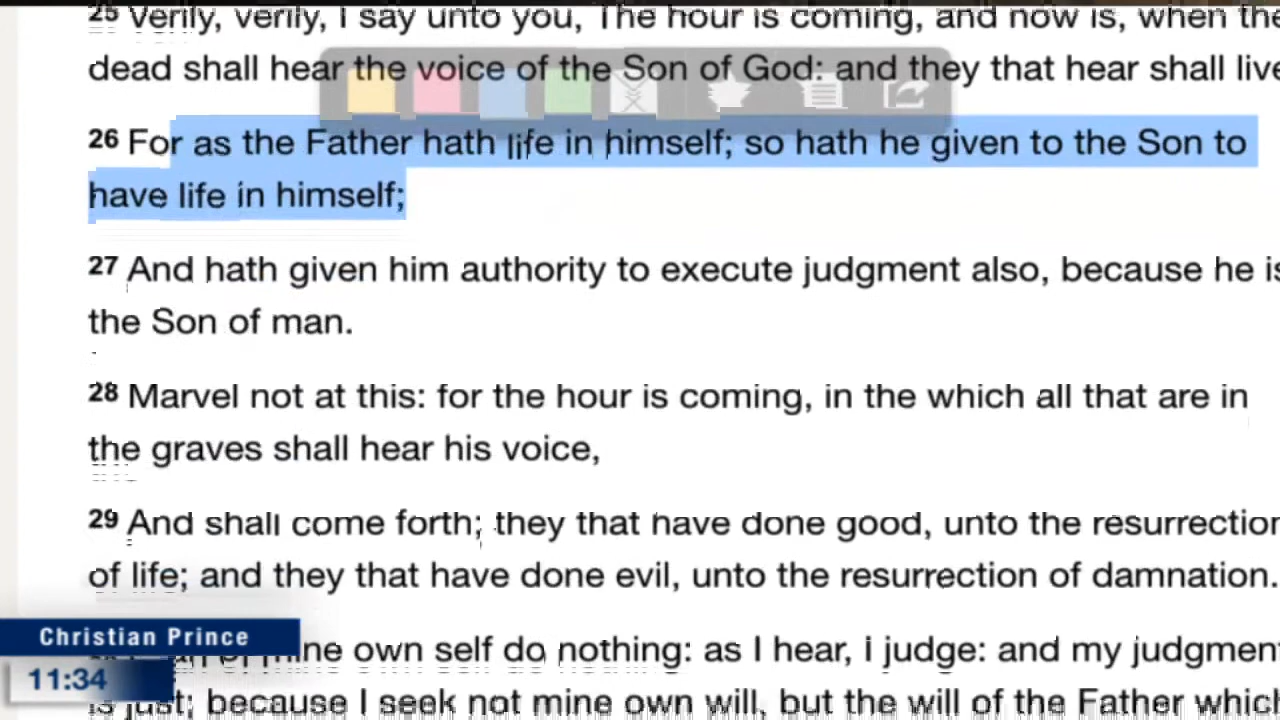 25 Verily, verily, I say unto you, The hour is coming, and now is, when the
dead shall hear the voice of the Son of God: and they that hear shall live
26 For as the Father hath life in himself; so hath he given to the Son to
have life in himself;
27 And hath given him authority to execute judgment also, because he is
the Son of man.
28 Marvel not at this: for the hour is coming, in the which all that are in
the graves shall hear his voice,
29 And shall come forth; they that have done good, unto the resurrection
of life; and they that have done evil, unto the resurrection of damnation.
mine own self do nothing: as I hear, I judge: and my judgment
is just; because I seek not mine own will, but the will of the Father which
Christian Prince
11:34